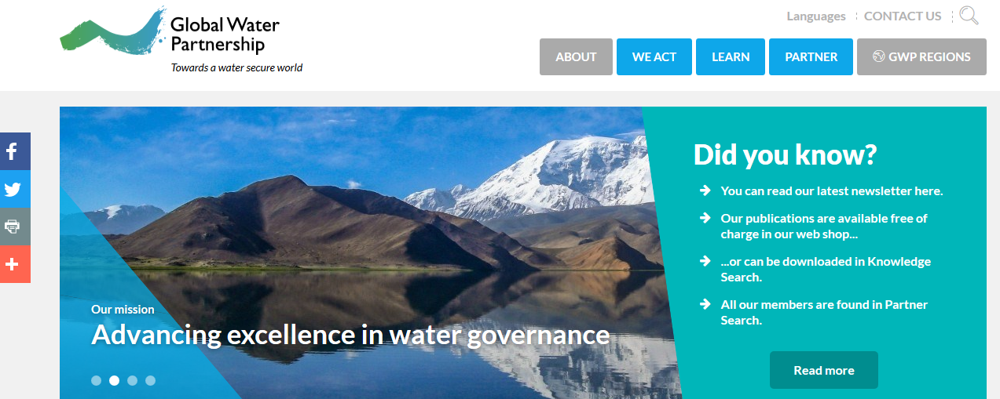 Global Water
Partnership
Towards a water secure world
Languages
CONTACT US
ABOUT
WE ACT
LEARN
PARTNER
GWP REGIONS
Our mission
Advancing excellence in water governance
Did you know?
You can read our latest newsletter here.
Our publications are available free of
charge in our web shop...
...or can be downloaded in Knowledge
Search.
All our members are found in Partner
Search.
Read more